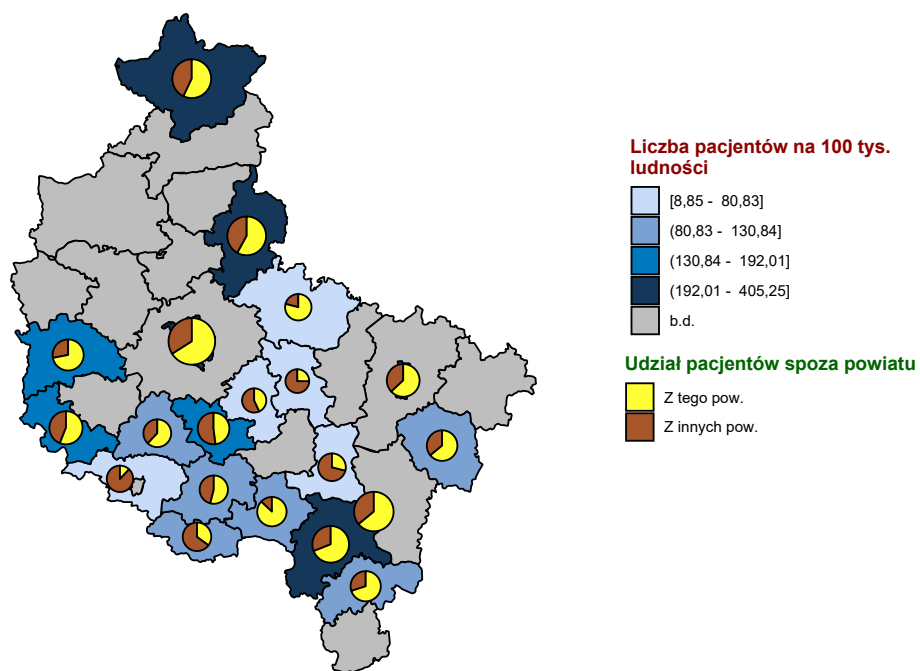 Liczba pacjentów na 100 tys.
ludności
[8,85 - 80,83]
(80,83 - 130,84]
(130,84 - 192,01]
(192,01 - 405,25]
b.d.
Udział pacjentów spoza powiatu
Z tego pow.
Z innych pow.